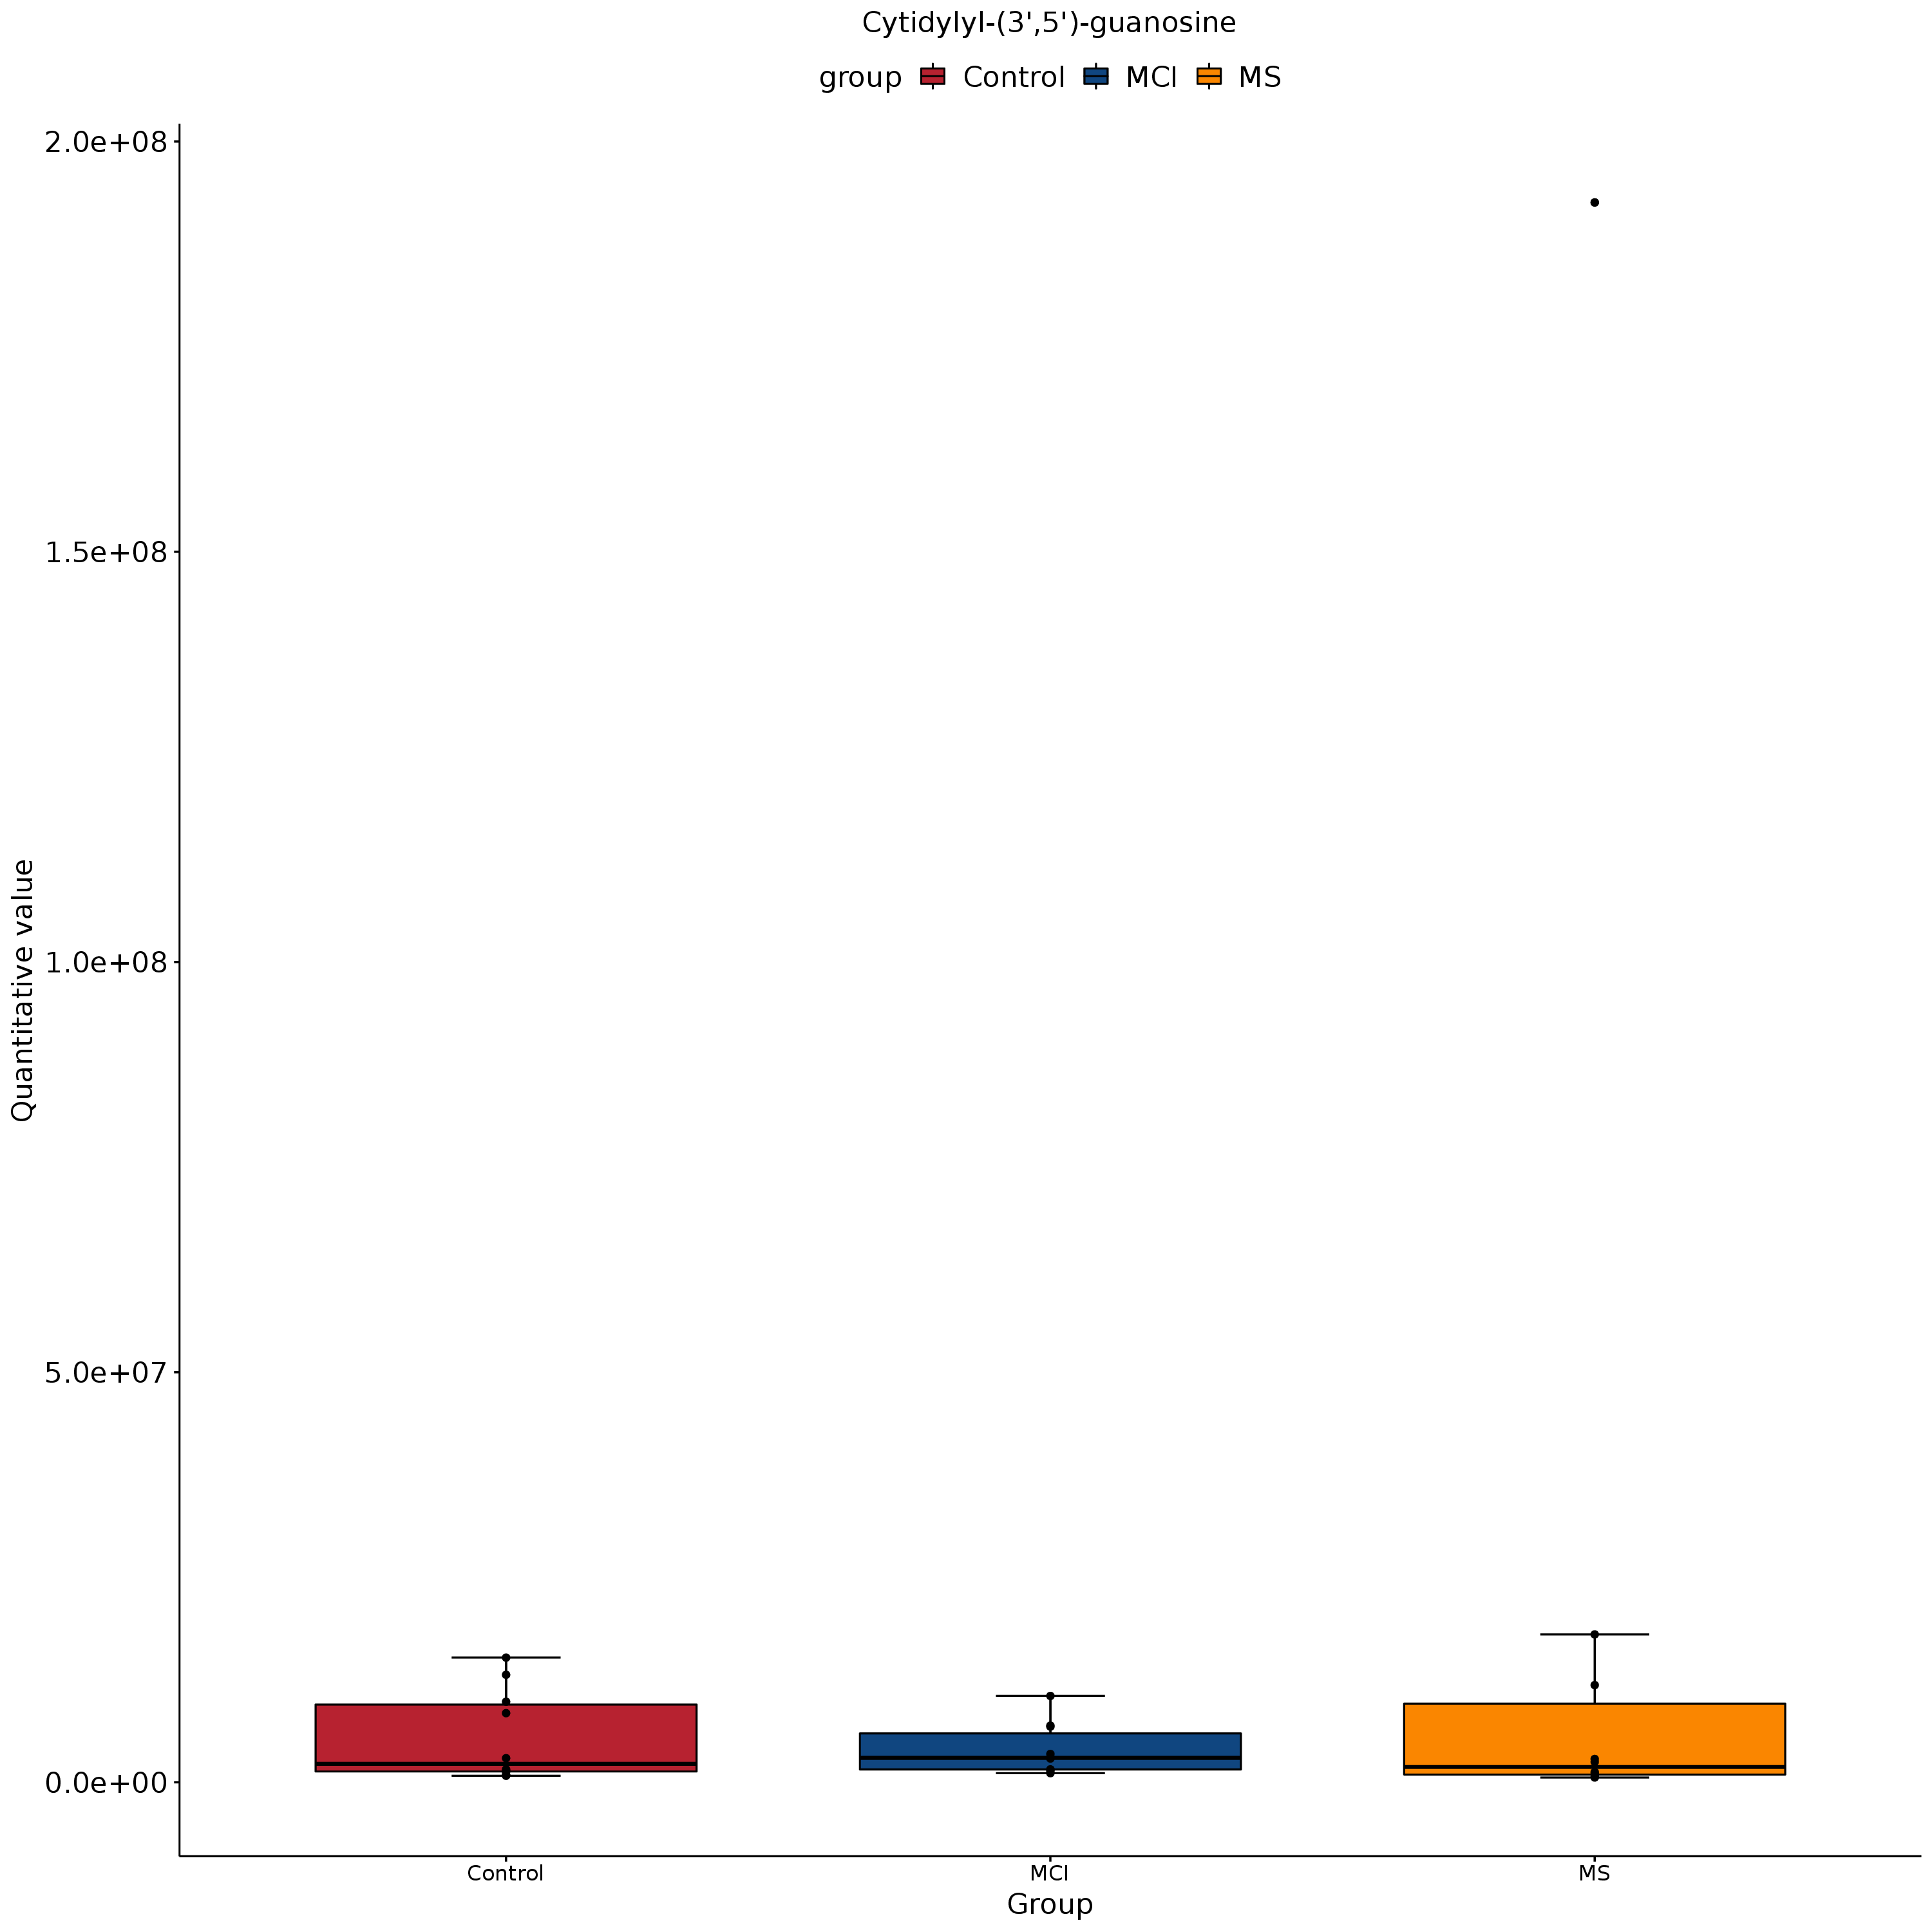 Cytidylyl-(3',5')-guanosine
group Control MCI MS
2.0e+08
1.5e+08
1.0e+08
5.0e+07
0.0e+00
Quantitative value
Control MCI MS
Group